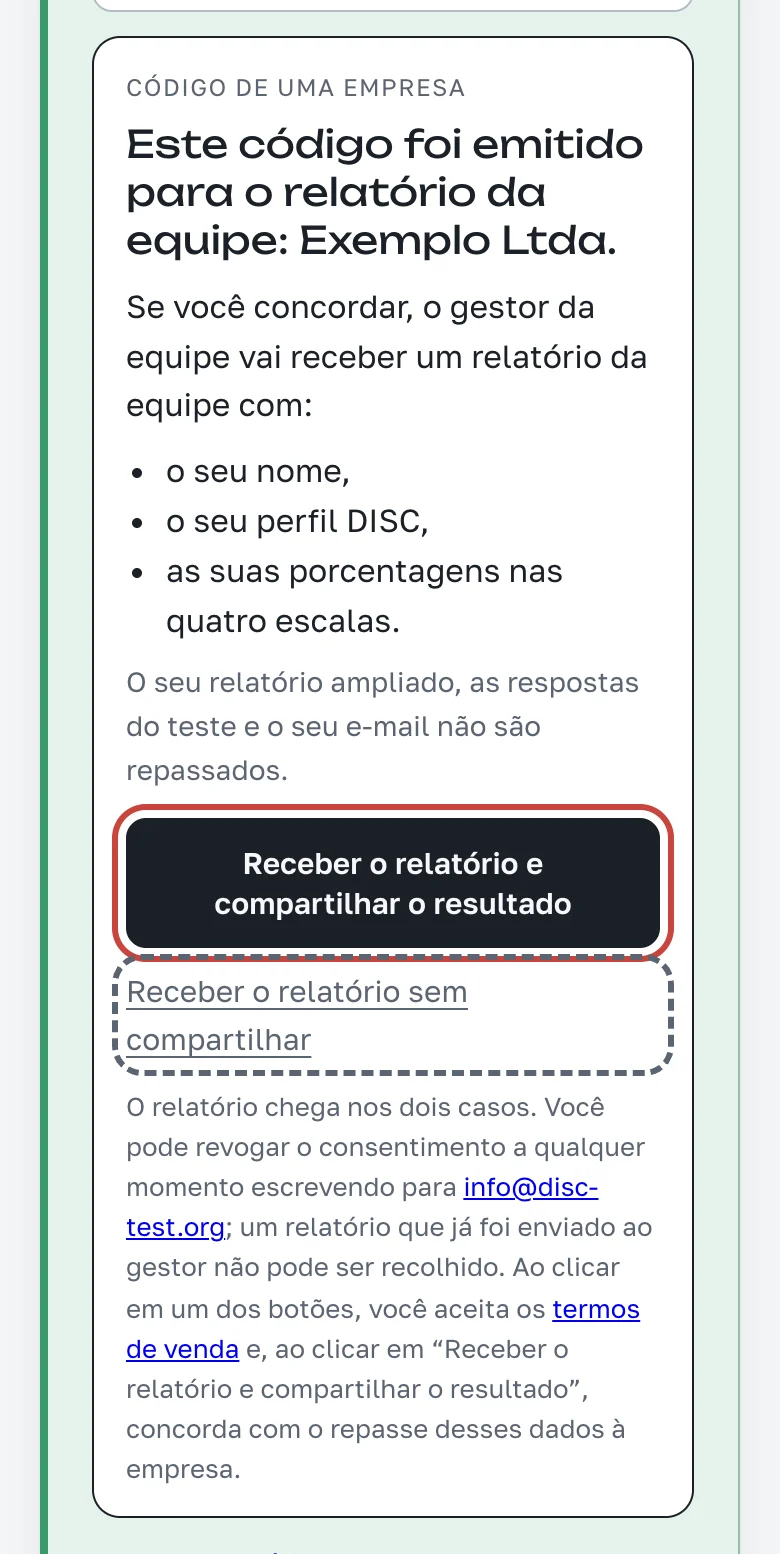 CÓDIGO DE UMA EMPRESA
Este código foi emitido
para o relatório da
equipe: Exemplo Ltda.
Se você concordar, o gestor da
equipe vai receber um relatório da
equipe com:
• o seu nome,
• o seu perfil DISC,
• as suas porcentagens nas
quatro escalas.
O seu relatório ampliado, as respostas
do teste e o seu e-mail não são
repassados.
Receber o relatório e
compartilhar o resultado
Receber o relatório sem
compartilhar
O relatório chega nos dois casos. Você
pode revogar o consentimento a qualquer
momento escrevendo para info@disc-
test.org; um relatório que já foi enviado ao
gestor não pode ser recolhido. Ao clicar
em um dos botões, você aceita os termos
de venda e, ao clicar em “Receber o
relatório e compartilhar o resultado”,
concorda com o repasse desses dados à
empresa.